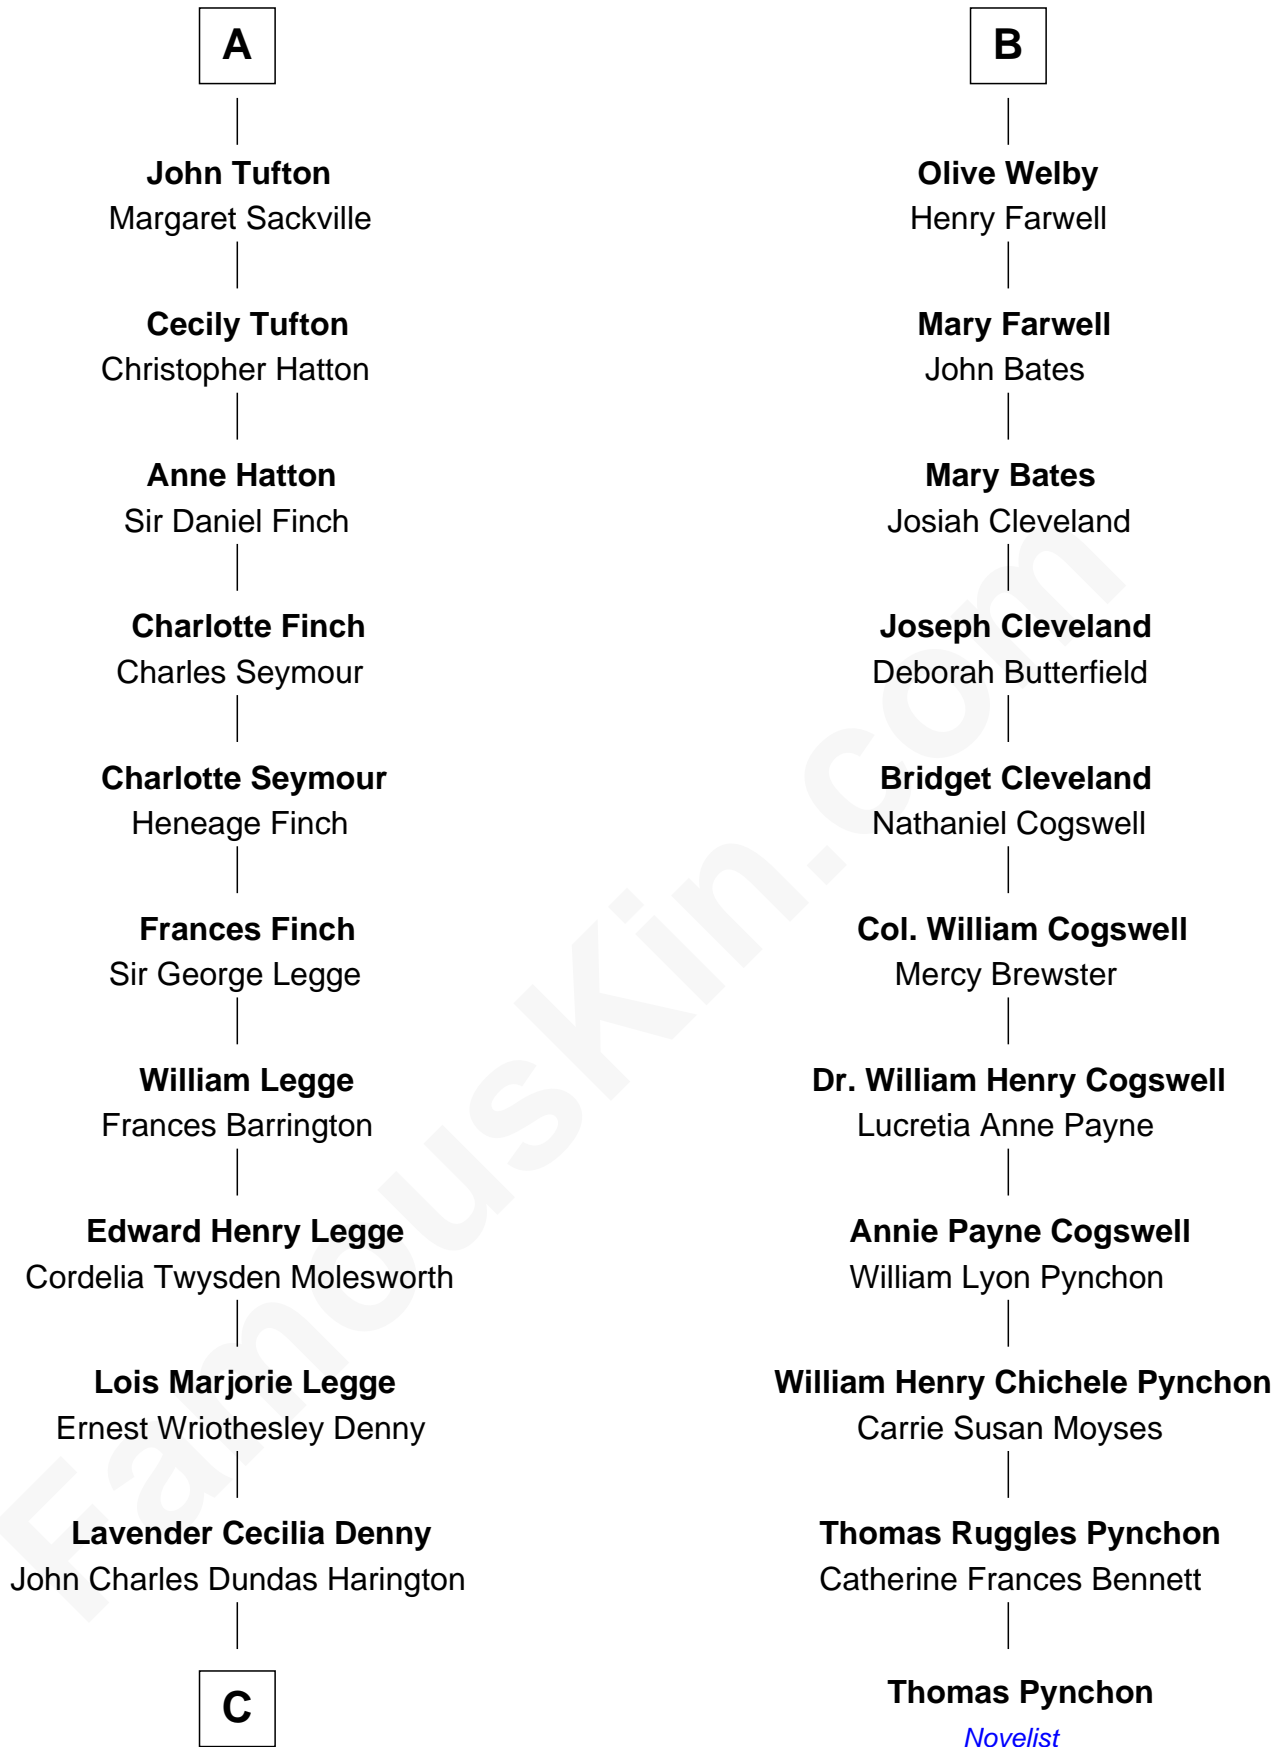 A
John Tufton
Margaret Sackville
Cecily Tufton
Christopher Hatton
Anne Hatton
Sir Daniel Finch
Charlotte Finch
Charles Seymour
Charlotte Seymour
Heneage Finch
Frances Finch
Sir George Legge
William Legge
Frances Barrington
Edward Henry Legge
Cordelia Twysden Molesworth
Lois Marjorie Legge
Ernest Wriothesley Denny
Lavender Cecilia Denny
John Charles Dundas Harington
C
B
Olive Welby
Henry Farwell
Mary Farwell
John Bates
Mary Bates
Josiah Cleveland
Joseph Cleveland
Deborah Butterfield
Bridget Cleveland
Nathaniel Cogswell
Col. William Cogswell
Mercy Brewster
Dr. William Henry Cogswell
Lucretia Anne Payne
Annie Payne Cogswell
William Lyon Pynchon
William Henry Chichele Pynchon
Carrie Susan Moyses
Thomas Ruggles Pynchon
Catherine Frances Bennett
Thomas Pynchon
Novelist
FamousKin.com